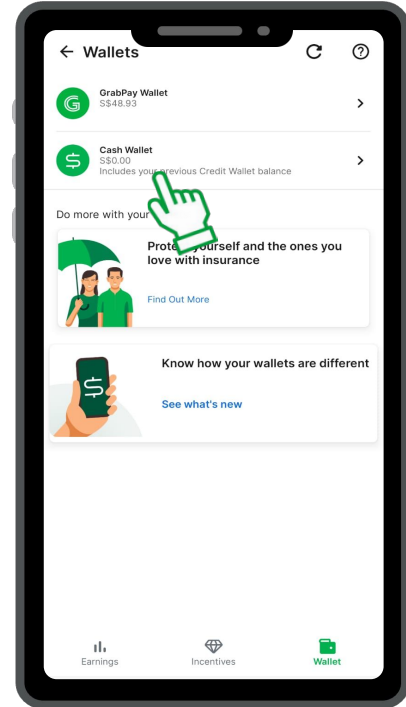 Wallets
GrabPay Wallet
S$48.93
Cash Wallet
S$0.00
Includes your previous Credit Wallet balance
Do more with your
yourself and the ones you
love with insurance
Find Out More
Know how your wallets are different
See what's new
Earnings
Incentives
Wallet